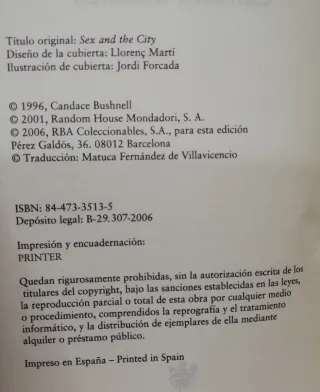 Título original: Sex and the City
Diseño de la cubierta: Llorenç Martí
Ilustración de cubierta: Jordi Forcada
© 1996, Candace Bushnell
© 2001, Random House Mondadori, S. A.
© 2006, RBA Coleccionables, S.A., para esta edición
Pérez Galdós, 36. 08012 Barcelona
© Traducción: Matuca Fernández de Villavicencio
ISBN: 84-473-3513-5
Depósito legal: B-29.307-2006
Impresión y encuadernación:
PRINTER
Quedan rigurosamente prohibidas, sin la autorización escrita de los
titulares del copyright, bajo las sanciones establecidas en las leyes,
la reproducción parcial o total de esta obra por cualquier medio
o procedimiento, comprendidos la reprografía y el tratamiento
informático, y la distribución de ejemplares de ella mediante
alquiler o préstamo público.
Impreso en España – Printed in Spain